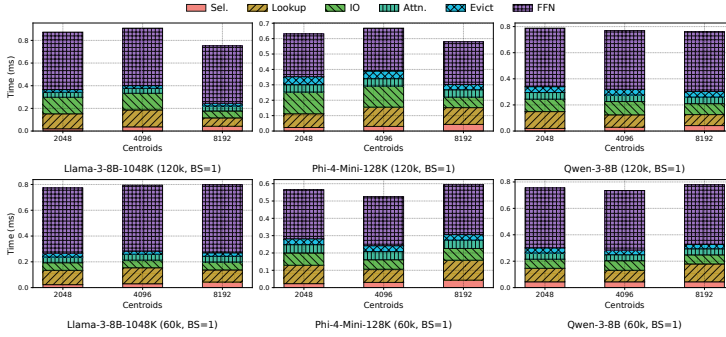 Sel. Lookup IO Attn. Evict FFN
Time (ms)
0.8
0.6
0.4
0.2
0.0
2048 4096 8192
Centroids
Llama-3-8B-1048K (120k, BS=1)
0.7
0.6
0.5
0.4
0.3
0.2
0.1
0.0
2048 4096 8192
Centroids
Phi-4-Mini-128K (120k, BS=1)
0.8
0.6
0.4
0.2
0.0
2048 4096 8192
Centroids
Qwen-3-8B (120k, BS=1)
Time (ms)
0.8
0.6
0.4
0.2
0.0
2048 4096 8192
Centroids
Llama-3-8B-1048K (60k, BS=1)
0.6
0.5
0.4
0.3
0.2
0.1
0.0
2048 4096 8192
Centroids
Phi-4-Mini-128K (60k, BS=1)
0.8
0.6
0.4
0.2
0.0
2048 4096 8192
Centroids
Qwen-3-8B (60k, BS=1)